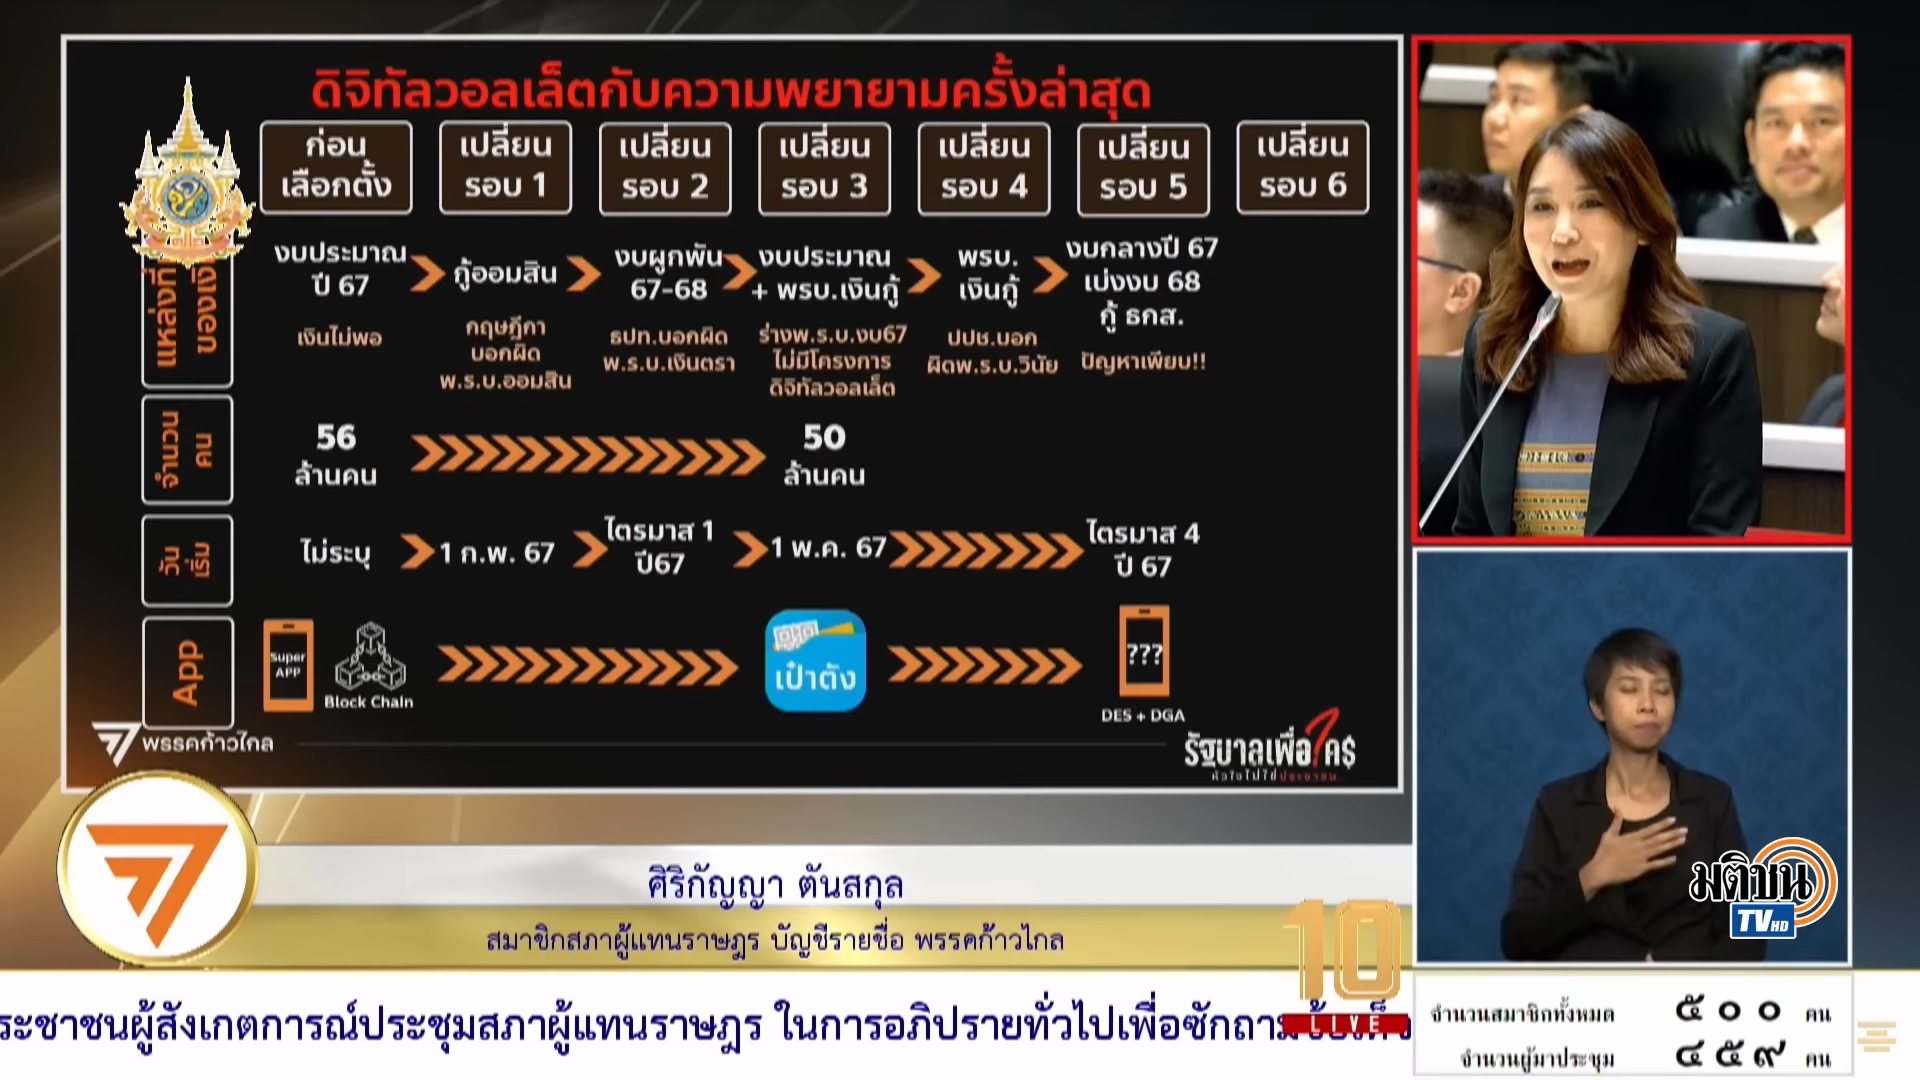 ดิจิทัลวอลเล็ตกับความพยายามครั้งล่าสุด
ก่อน
เลือกตั้ง
เปลี่ยน
รอบ 1
เปลี่ยน
รอบ 2
เปลี่ยน
รอบ 3
เปลี่ยน
รอบ 4
เปลี่ยน
รอบ 5
เปลี่ยน
รอบ 6
แหล่งที่
ของเงิ
งบประมาณ
ปี 67
เงินไม่พอ
กู้ออมสิน
กฤษฎีกา
บอกผิด
พ.ร.บ.ออมสิน
งบผูกพัน
67-68
ธปท.บอกผิด
พ.ร.บ.เงินตรา
งบประมาณ
+ พรบ.เงินกู้
ร่างพ.ร.บ.งบ67
ไม่มีโครงการ
ดิจิทัลวอลเล็ต
พรบ.
เงินกู้
ปปช.บอก
ผิดพ.ร.บ.วินัย
งบกลางปี 67
เบ่งงบ 68
กู้ ธกส.
ปัญหาเพียบ!!
จำนวน
คน
56
ล้านคน
50
ล้านคน
วัน
เริ่ม
ไม่ระบุ
1 ก.พ. 67
ไตรมาส 1
ปี67
1 พ.ค. 67
ไตรมาส 4
ปี 67
App
Super
APP
Block Chain
เป๋าตัง
???
DES + DGA
พรรคก้าวไกล
รัฐบาลเพื่อใคร$
หัวใจไม่ใช่ประชาชน
ศิริกัญญา ตันสกุล
สมาชิกสภาผู้แทนราษฎร บัญชีรายชื่อ พรรคก้าวไกล
10
LIVE
ระชาชนผู้สังเกตการณ์ประชุมสภาผู้แทนราษฎร ในการอภิปรายทั่วไปเพื่อซักถาม
มติชน
TV HD
จำนวนสมาชิกทั้งหมด ๕๐๐ คน
จำนวนผู้มาประชุม ๔๕๙ คน